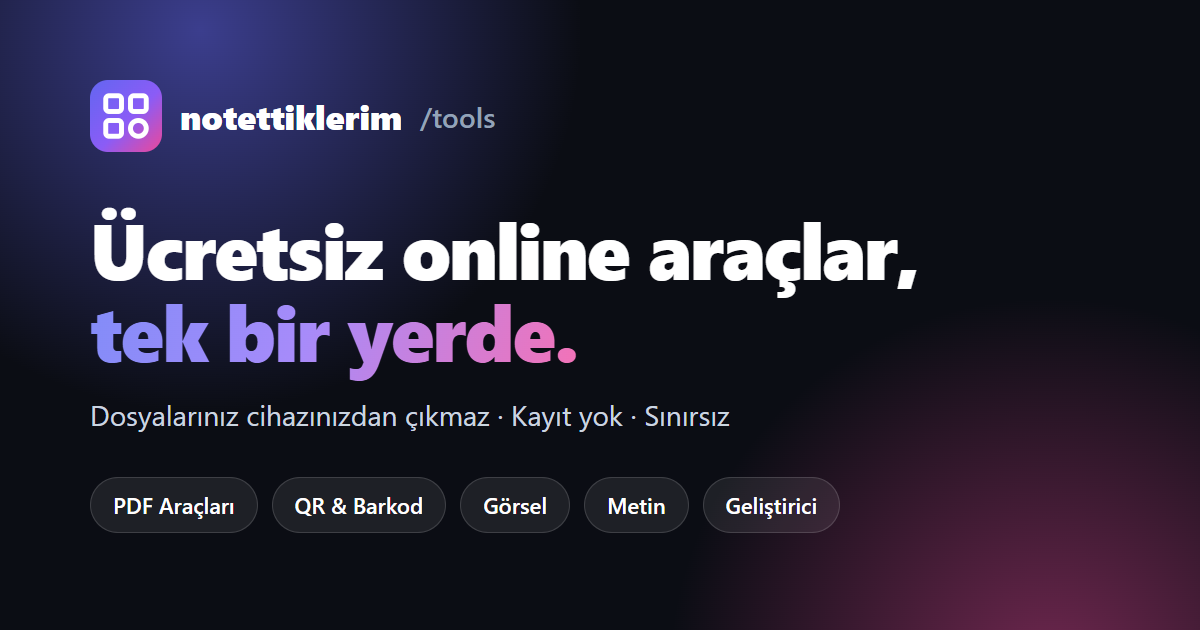 notettiklerim /tools
Ücretsiz online araçlar,
tek bir yerde.
Dosyalarınız cihazınızdan çıkmaz · Kayıt yok · Sınırsız
PDF Araçları QR & Barkod Görsel Metin Geliştirici